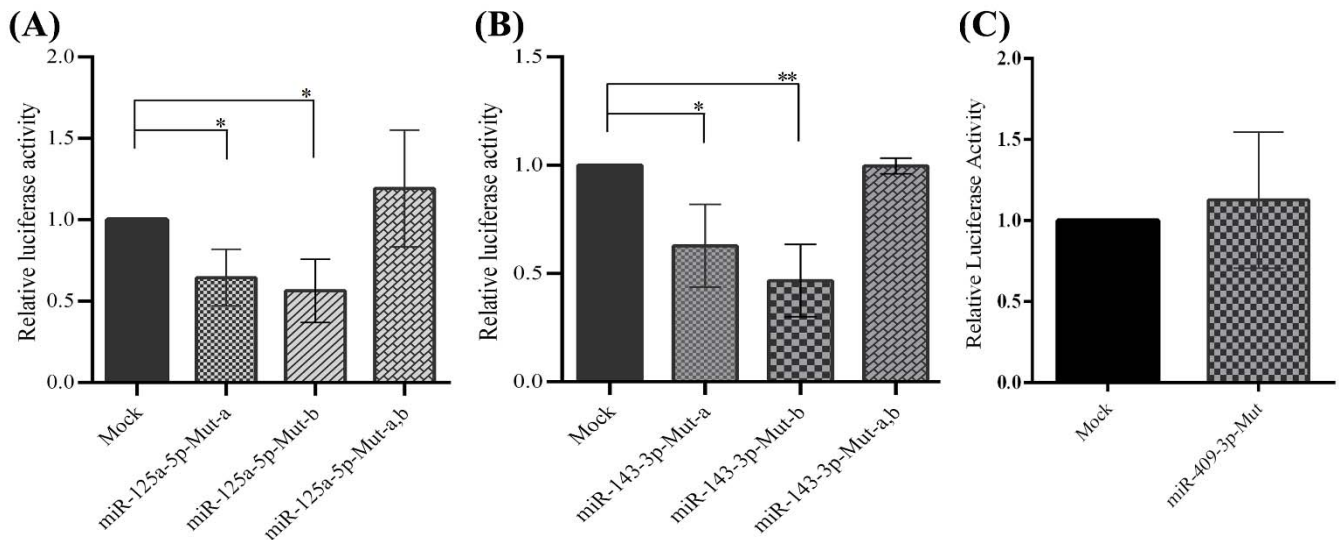 (A)
Relative luciferase activity
2.0
1.5
1.0
0.5
0.0
*
*
Mock
miR-125a-5p-Mut-a
miR-125a-5p-Mut-b
miR-125a-5p-Mut-a,b
(B)
Relative luciferase activity
1.5
1.0
0.5
0.0
**
*
Mock
miR-143-3p-Mut-a
miR-143-3p-Mut-b
miR-143-3p-Mut-a,b
(C)
Relative Luciferase Activity
2.0
1.5
1.0
0.5
0.0
Mock
miR-409-3p-Mut